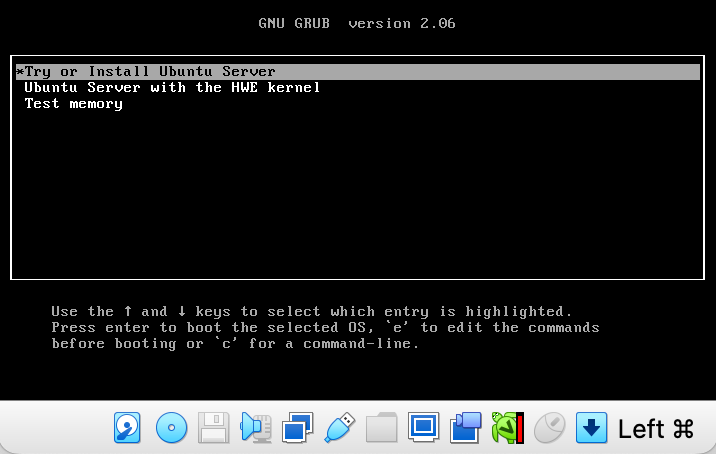 GNU GRUB  version 2.06
*Try or Install Ubuntu Server
Ubuntu Server with the HWE kernel
Test memory
Use the ↑ and ↓ keys to select which entry is highlighted.
Press enter to boot the selected OS, `e' to edit the commands
before booting or `c' for a command-line.
Left ⌘